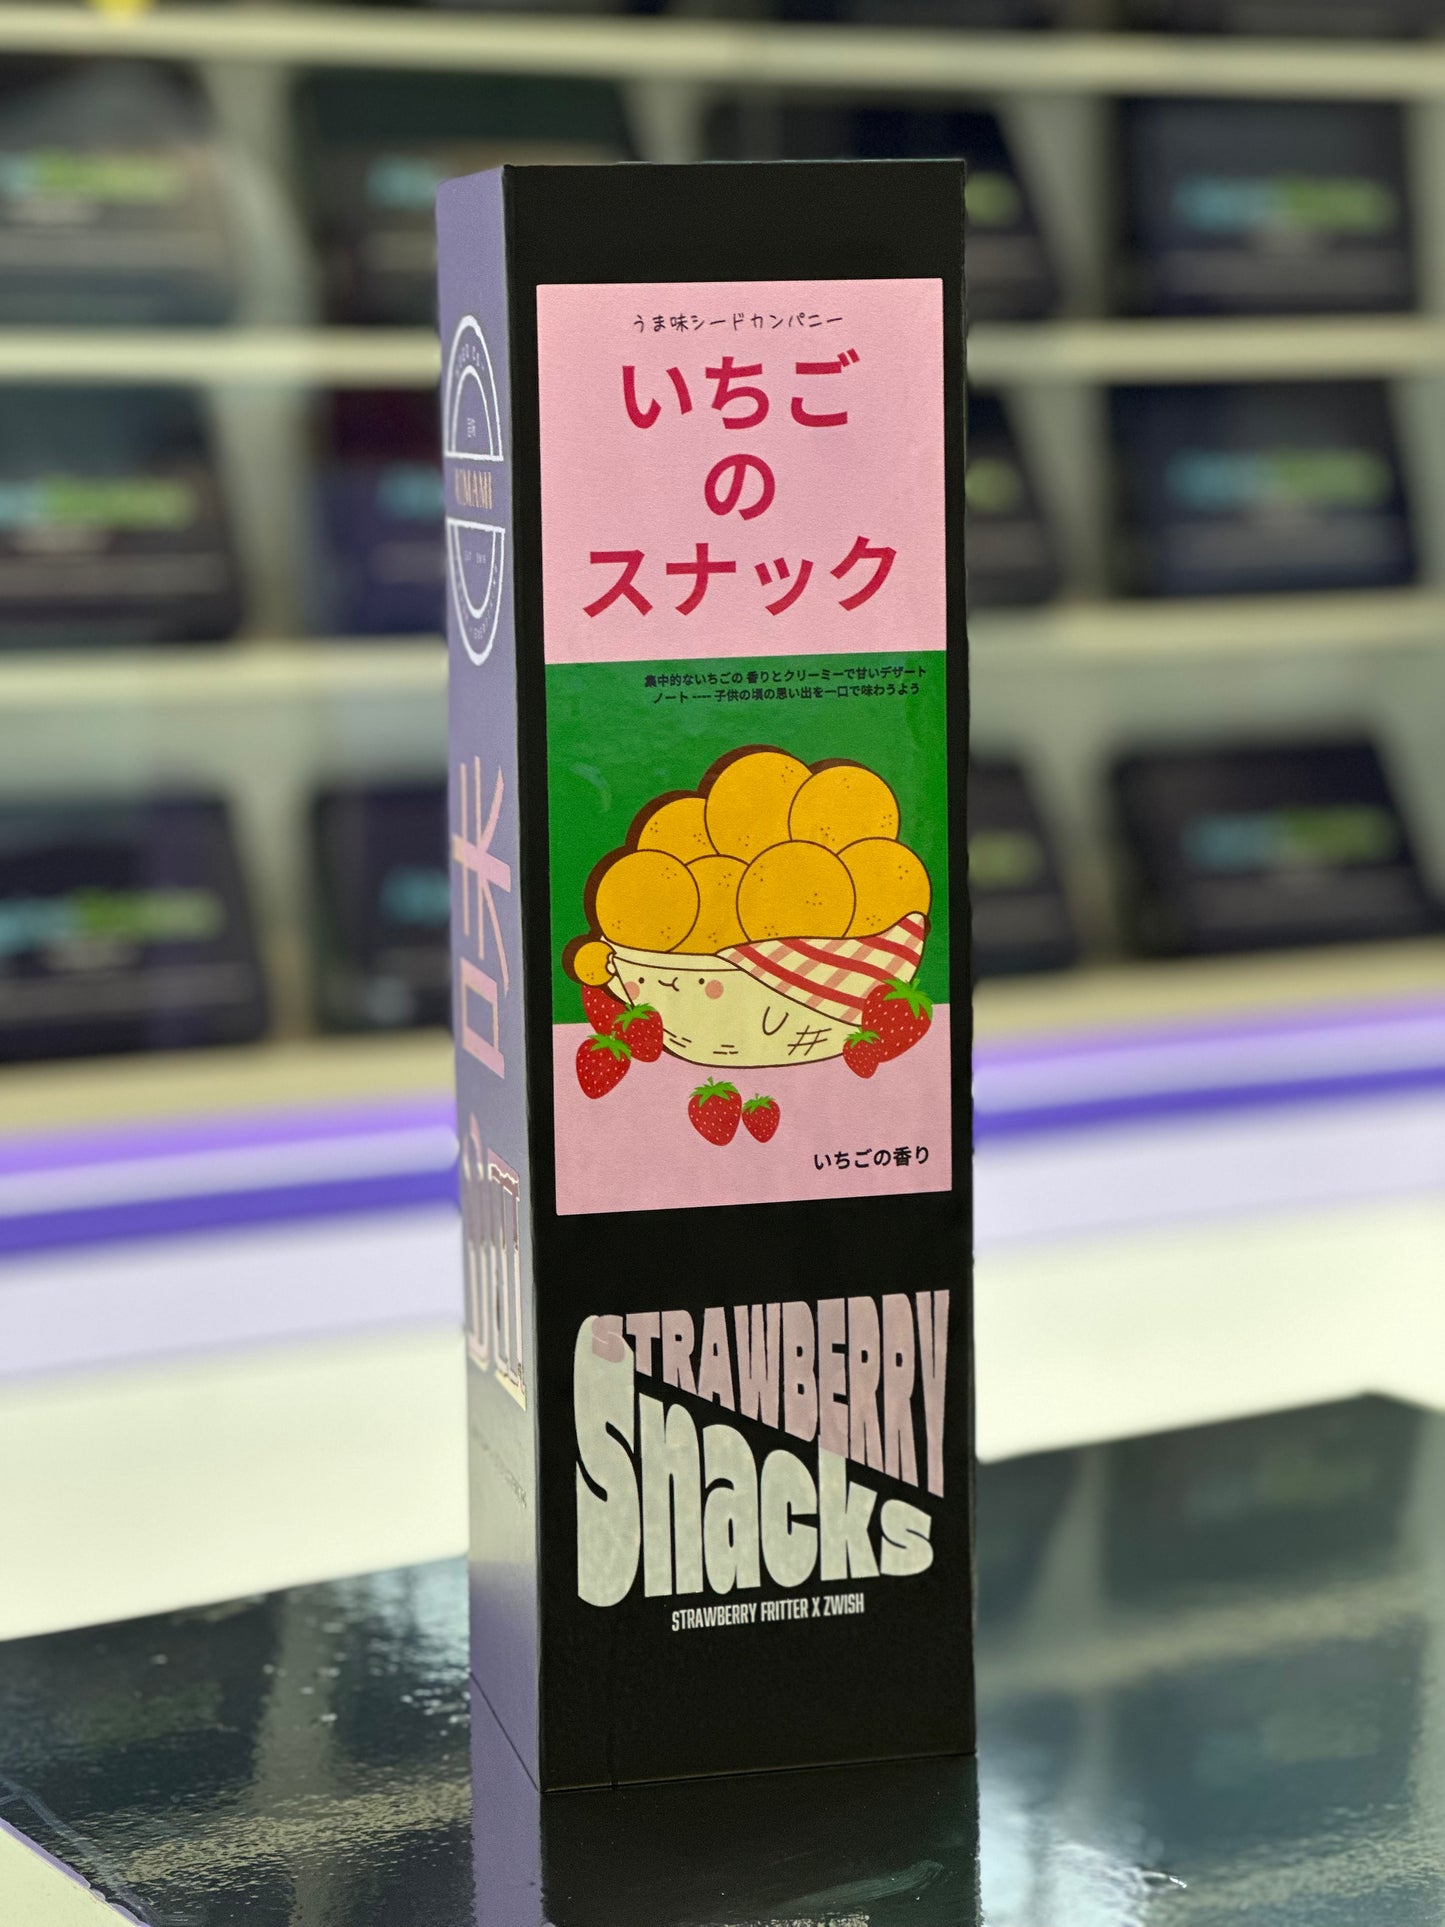 うま味シードカンパニー
いちご
の
スナック
集中的ないちごの 香りとクリーミーで甘いデザート
ノート ---- 子供の頃の思い出を一口で味わうよう
いちごの香り
STRAWBERRY
Snacks
STRAWBERRY FRITTER X ZWISH
UMAMI
味